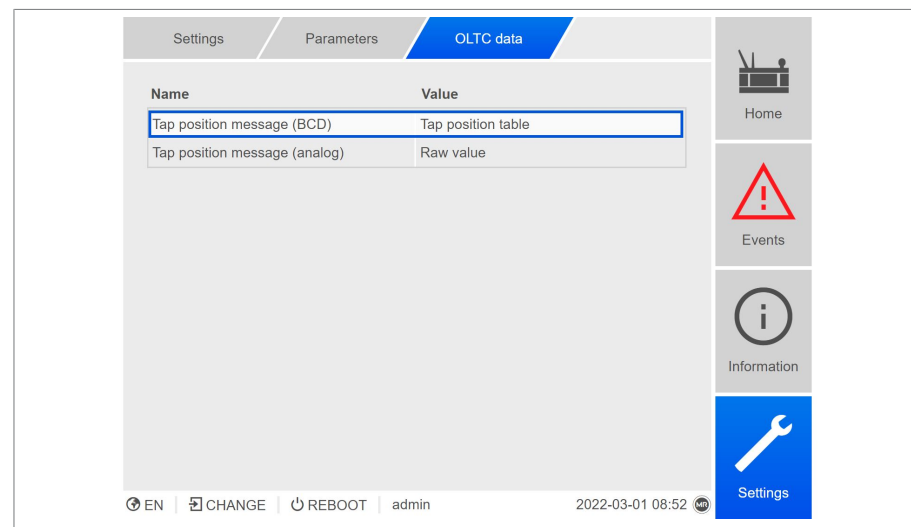 Settings
Parameters
OLTC data
Name Value
Tap position message (BCD) Tap position table
Tap position message (analog) Raw value
Home
Events
Information
Settings
EN CHANGE REBOOT admin 2022-03-01 08:52 MR